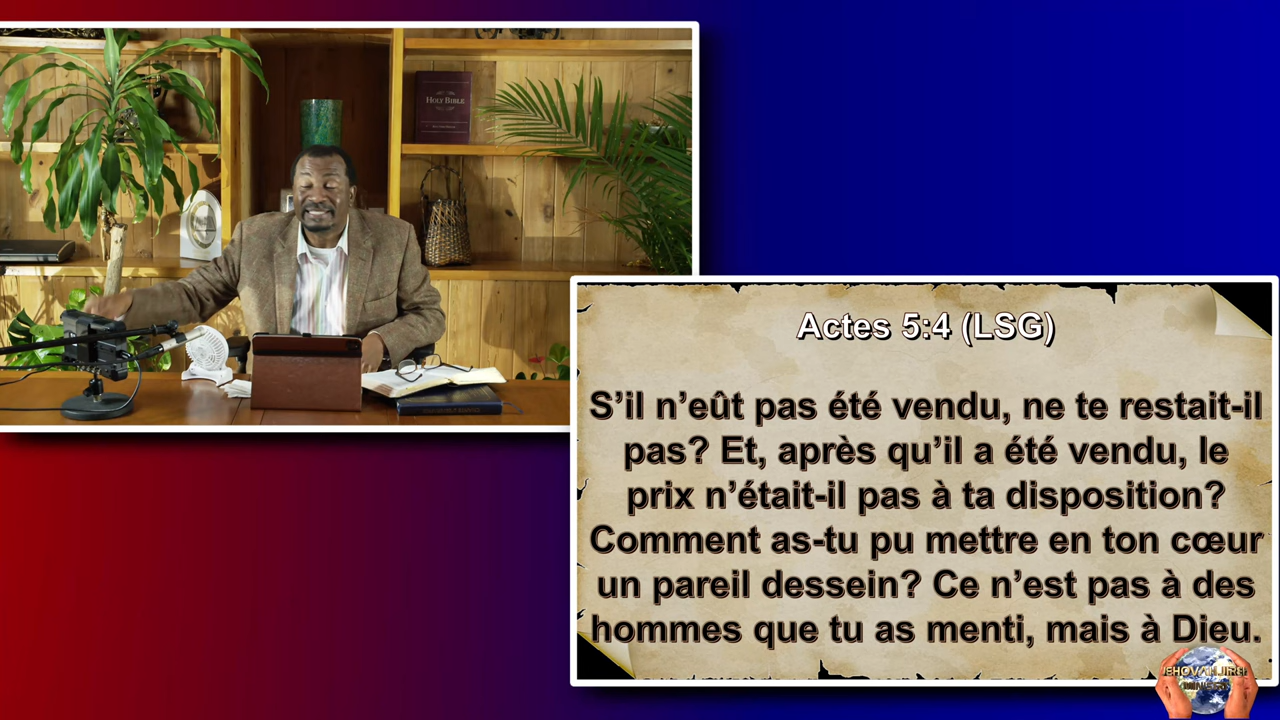 HOLY BIBLE
Actes 5:4 (LSG)
S’il n’eût pas été vendu, ne te restait-il
pas? Et, après qu’il a été vendu, le
prix n’était-il pas à ta disposition?
Comment as-tu pu mettre en ton cœur
un pareil dessein? Ce n’est pas à des
hommes que tu as menti, mais à Dieu.